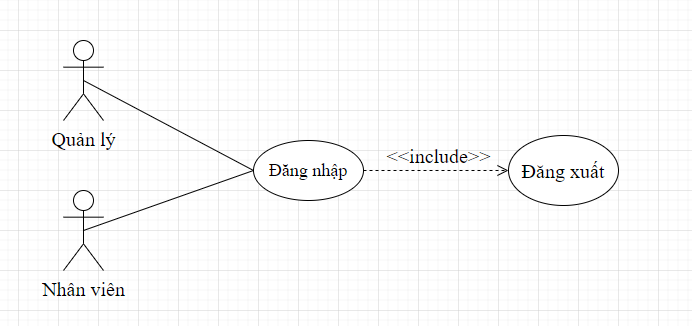 Quản lý
Đăng nhập
<<include>>
Đăng xuất
Nhân viên